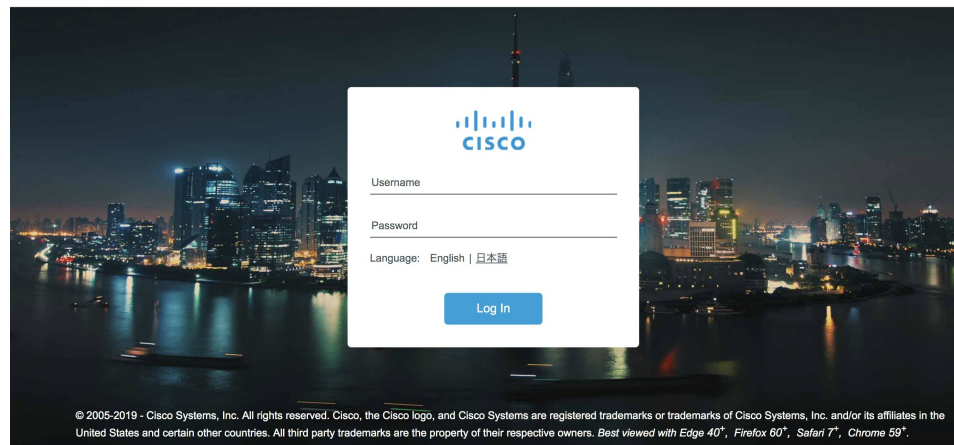 CISCO
Username
Password
Language: English | 日本語
Log In
© 2005-2019 - Cisco Systems, Inc. All rights reserved. Cisco, the Cisco logo, and Cisco Systems are registered trademarks or trademarks of Cisco Systems, Inc. and/or its affiliates in the
United States and certain other countries. All third party trademarks are the property of their respective owners. Best viewed with Edge 40+, Firefox 60+, Safari 7+, Chrome 59+.